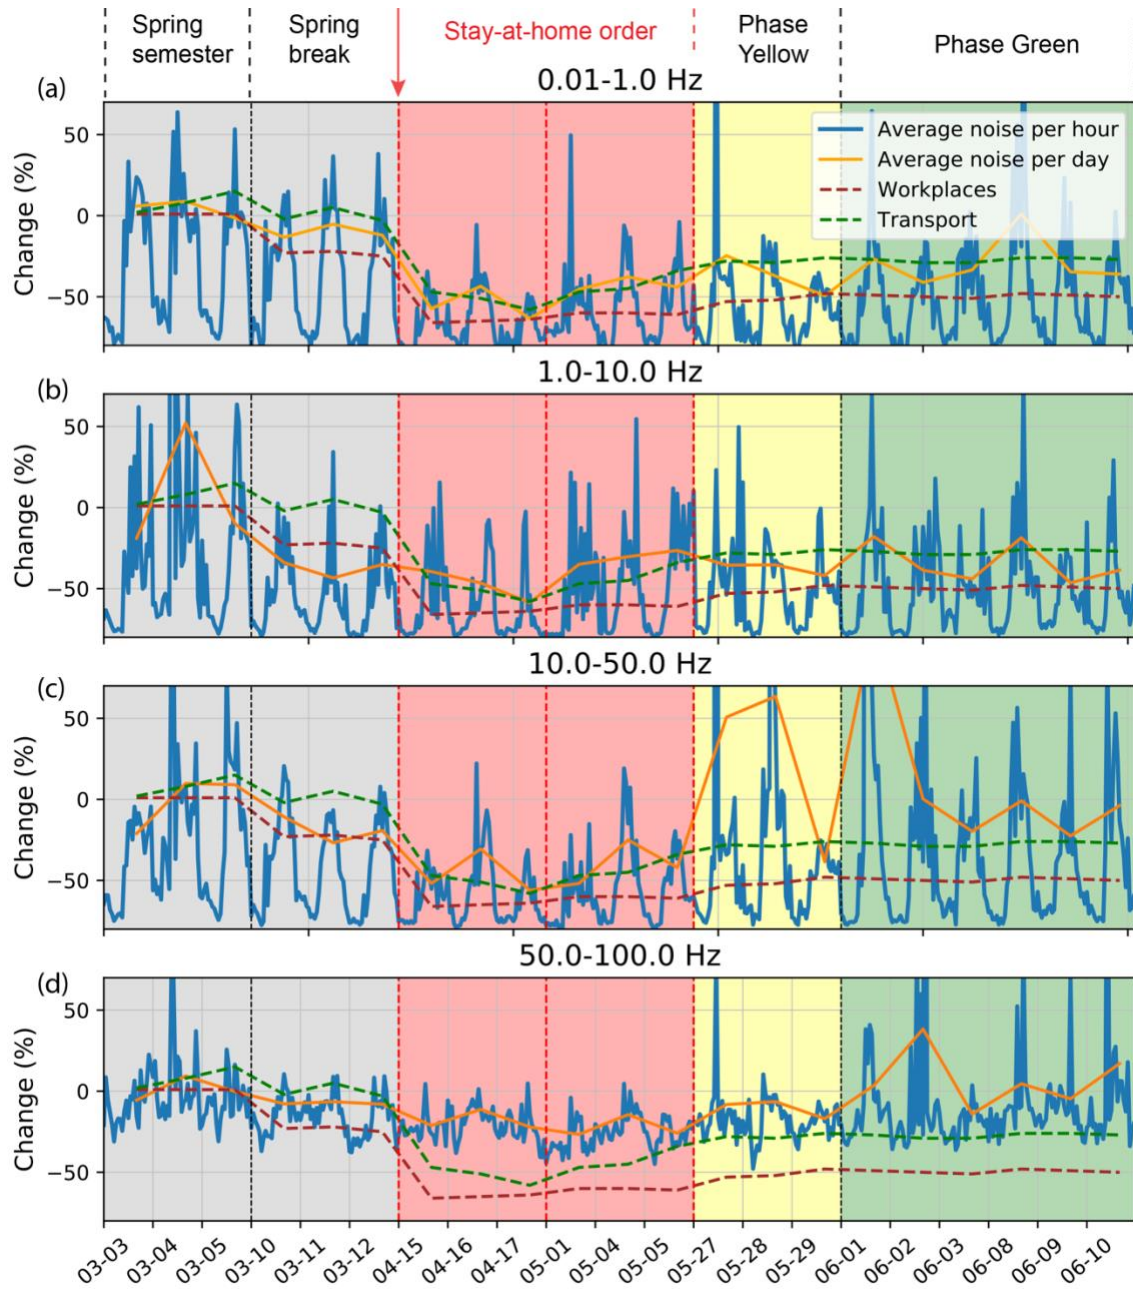 Spring
semester
Spring
break
Stay-at-home order
Phase
Yellow
Phase Green
(a)
0.01-1.0 Hz
Change (%)
50
0
−50
Average noise per hour
Average noise per day
Workplaces
Transport
(b)
1.0-10.0 Hz
Change (%)
50
0
−50
(c)
10.0-50.0 Hz
Change (%)
50
0
−50
(d)
50.0-100.0 Hz
Change (%)
50
0
−50
03-03
03-04
03-05
03-10
03-11
03-12
04-15
04-16
04-17
05-01
05-04
05-05
05-27
05-28
05-29
06-01
06-02
06-03
06-08
06-09
06-10